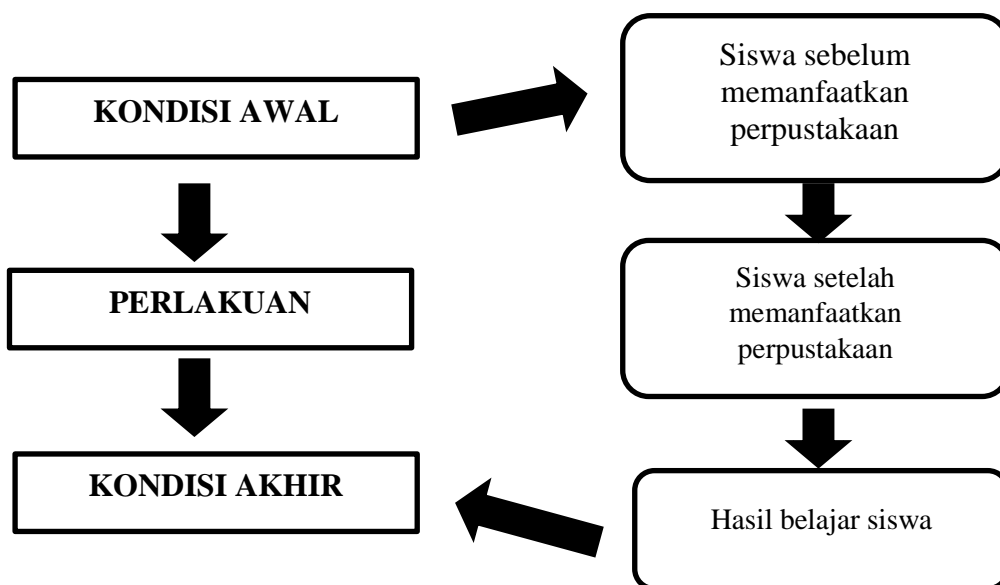 KONDISI AWAL
Siswa sebelum
memanfaatkan
perpustakaan
PERLAKUAN
Siswa setelah
memanfaatkan
perpustakaan
KONDISI AKHIR
Hasil belajar siswa